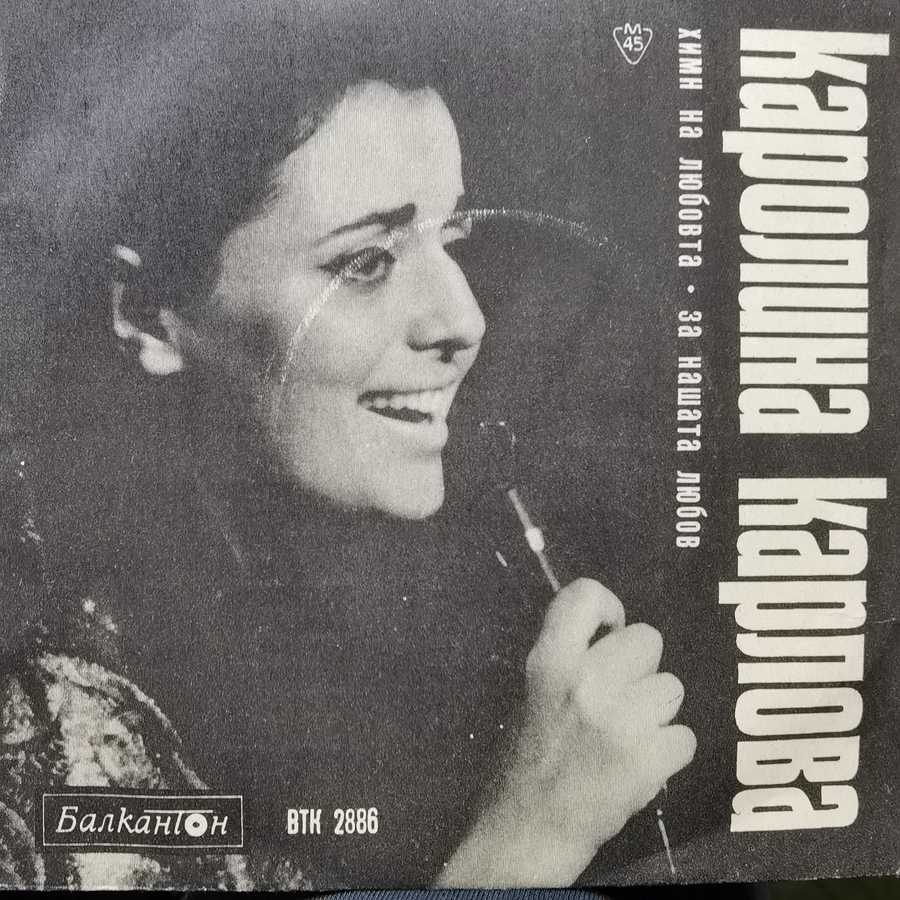 каролина карлова
химн на любовта • за нашата любов
М
45
Балкантон
ВТК 2886